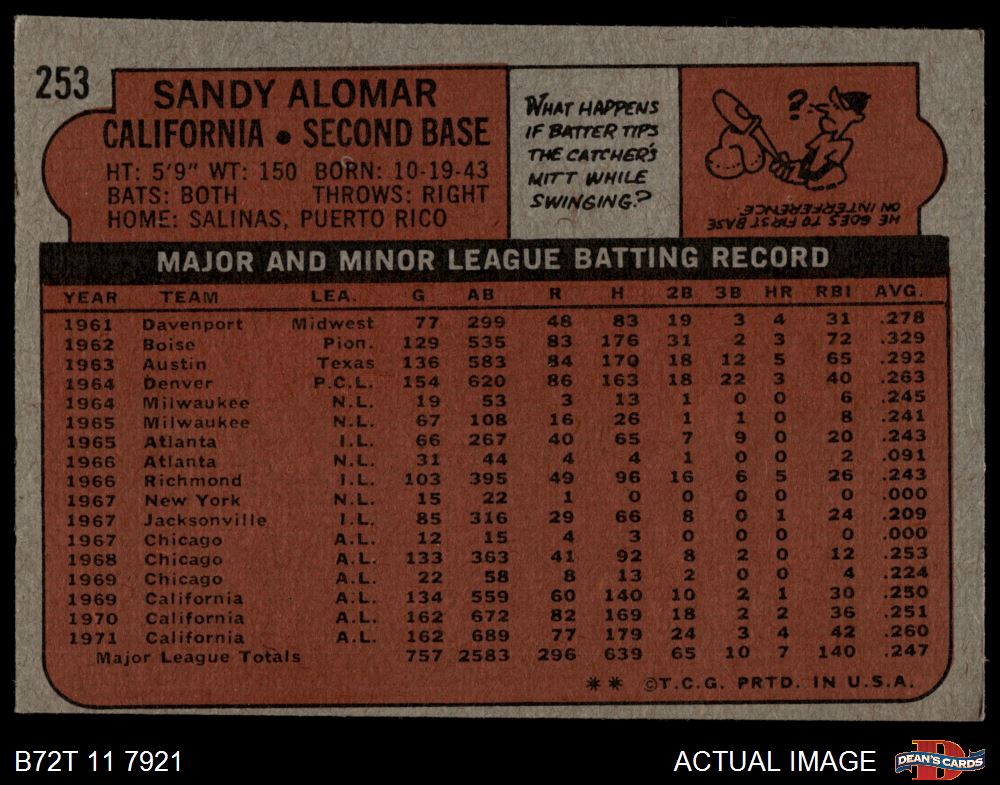 253
SANDY ALOMAR
CALIFORNIA • SECOND BASE
HT: 5'9" WT: 150 BORN: 10-19-43
BATS: BOTH THROWS: RIGHT
HOME: SALINAS, PUERTO RICO
WHAT HAPPENS
IF BATTER TIPS
THE CATCHER'S
MITT WHILE
SWINGING?
?
HE GOES TO FIRST BASE
ON INTERFERENCE.
MAJOR AND MINOR LEAGUE BATTING RECORD
YEAR TEAM LEA. G AB R H 2B 3B HR RBI AVG.
1961 Davenport Midwest 77 299 48 83 19 3 4 31 .278
1962 Boise Pion. 129 535 83 176 31 2 3 72 .329
1963 Austin Texas 136 583 84 170 18 12 5 65 .292
1964 Denver P.C.L. 154 620 86 163 18 22 3 40 .263
1964 Milwaukee N.L. 19 53 3 13 1 0 0 6 .245
1965 Milwaukee N.L. 67 108 16 26 1 1 0 8 .241
1965 Atlanta I.L. 66 267 40 65 7 9 0 20 .243
1966 Atlanta N.L. 31 44 4 4 1 0 0 2 .091
1966 Richmond I.L. 103 395 49 96 16 6 5 26 .243
1967 New York N.L. 15 22 1 0 0 0 0 0 .000
1967 Jacksonville I.L. 85 316 29 66 8 0 1 24 .209
1967 Chicago A.L. 12 15 4 3 0 0 0 0 .000
1968 Chicago A.L. 133 363 41 92 8 2 0 12 .253
1969 Chicago A.L. 22 58 8 13 2 0 0 4 .224
1969 California A.L. 134 559 60 140 10 2 1 30 .250
1970 California A.L. 162 672 82 169 18 2 2 36 .251
1971 California A.L. 162 689 77 179 24 3 4 42 .260
Major League Totals 757 2583 296 639 65 10 7 140 .247
** ©T.C.G. PRTD. IN U.S.A.
B72T 11 7921
ACTUAL IMAGE
D
DEAN'S CARDS